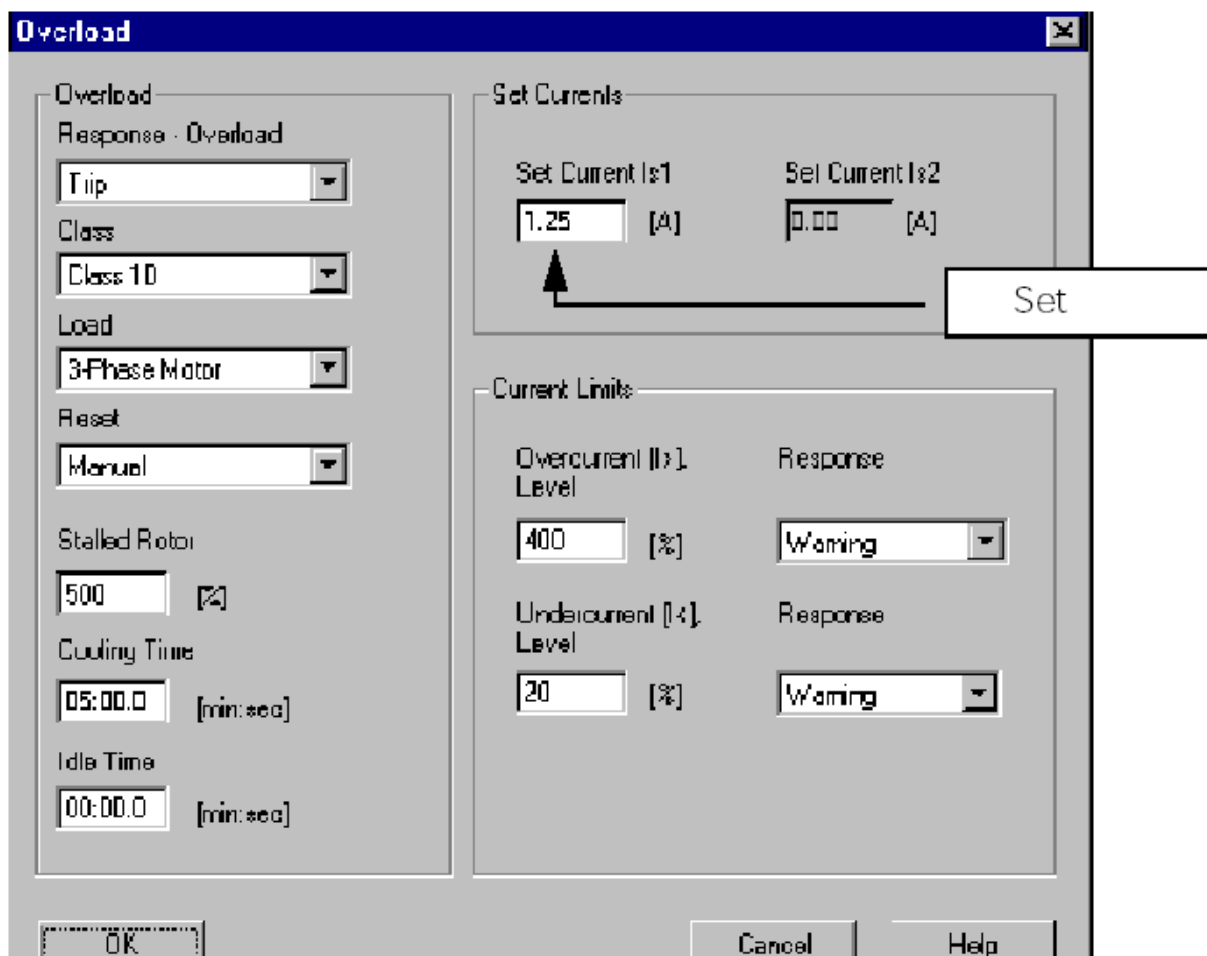 Overload
Overload
Response - Overload
Trip
Class
Class 10
Load
3-Phase Motor
Reset
Manual
Stalled Rotor
500 [%]
Cooling Time
05:00.0 [min:sec]
Idle Time
00:00.0 [min:sec]
Set Currents
Set Current Is1 Set Current Is2
1.25 [A] 0.00 [A]
Set
Current Limits
Overcurrent [I>], Response
Level
400 [%] Warning
Undercurrent [I<], Response
Level
20 [%] Warning
OK Cancel Help